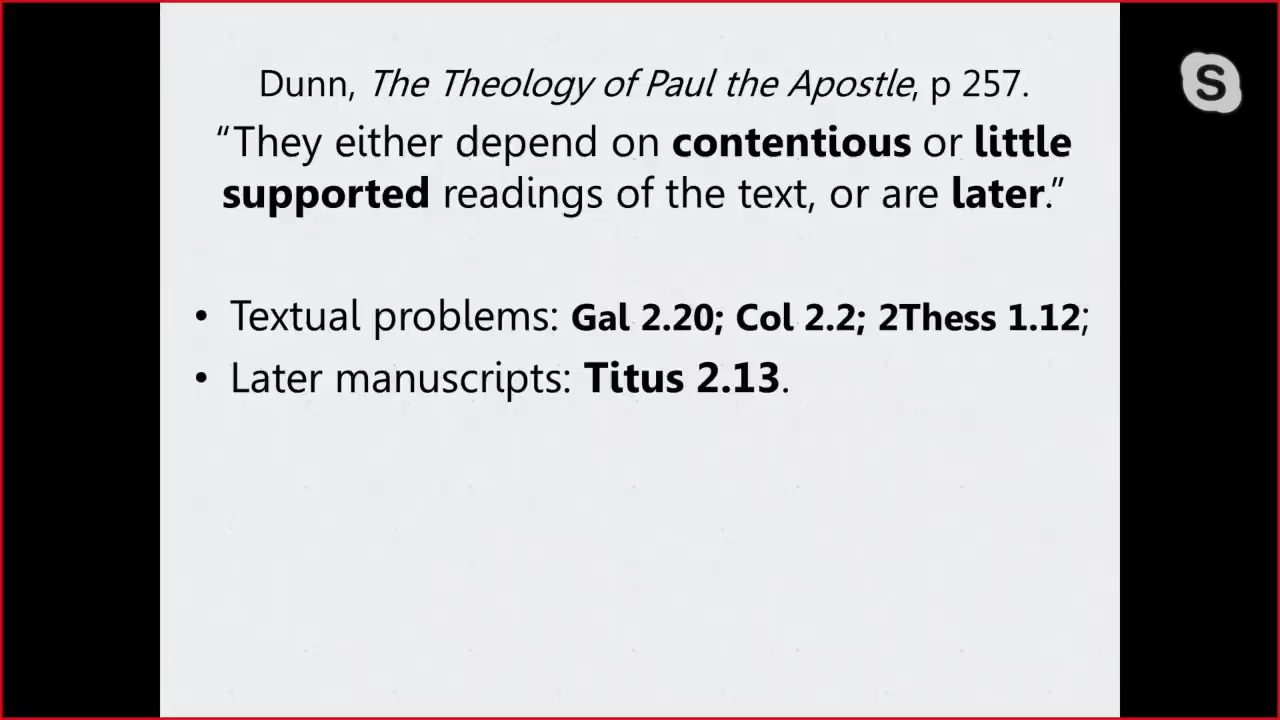 Dunn, The Theology of Paul the Apostle, p 257.
“They either depend on contentious or little
supported readings of the text, or are later.”
• Textual problems: Gal 2.20; Col 2.2; 2Thess 1.12;
• Later manuscripts: Titus 2.13.
S